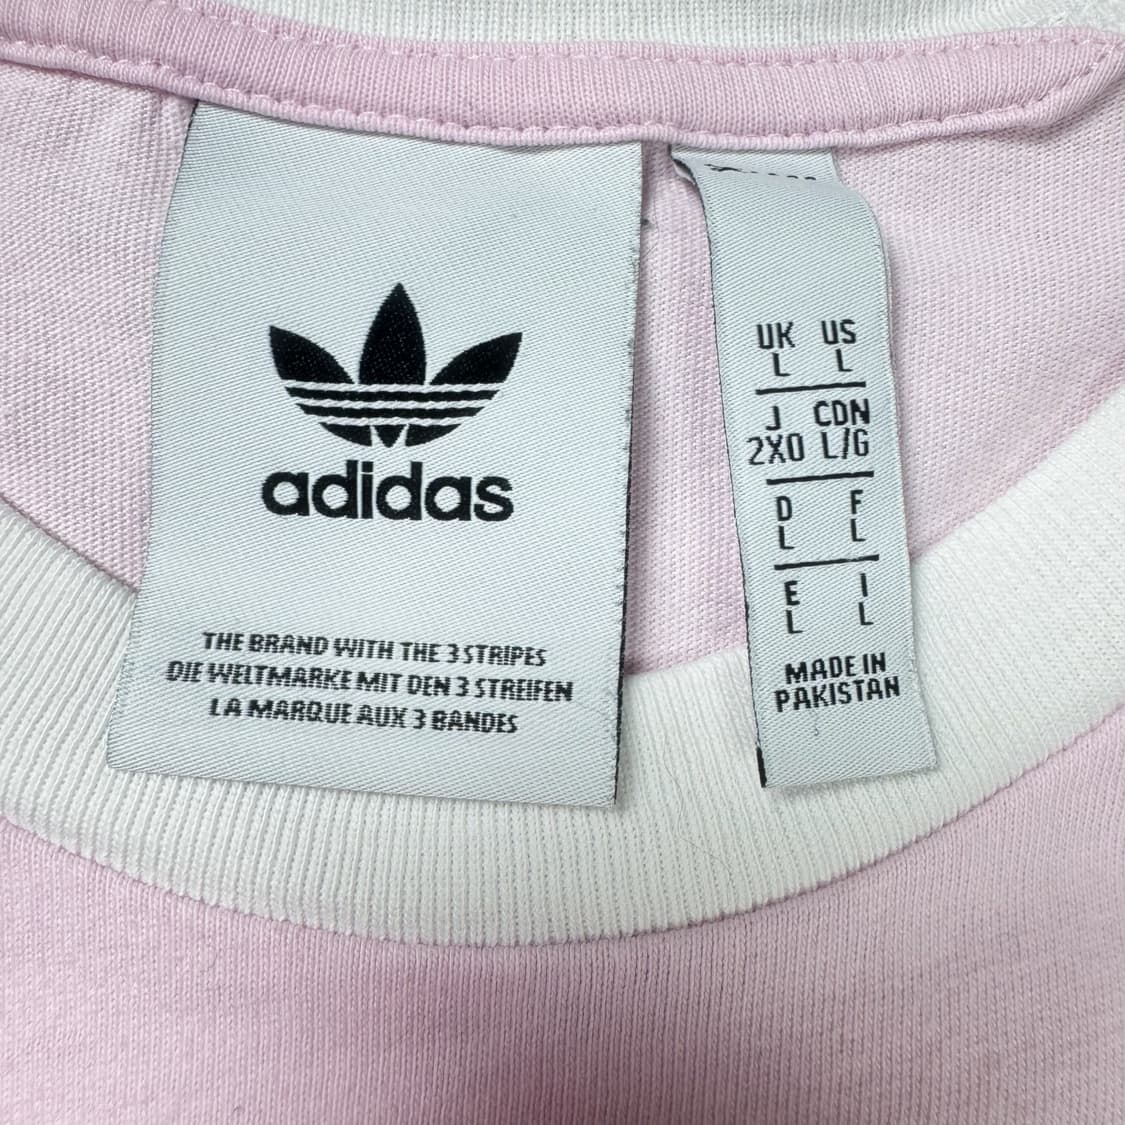 adidas
THE BRAND WITH THE 3 STRIPES
DIE WELTMARKE MIT DEN 3 STREIFEN
LA MARQUE AUX 3 BANDES
UK US
L L
J CDN
2XO L/G
D F
L L
E I
L L
MADE IN
PAKISTAN